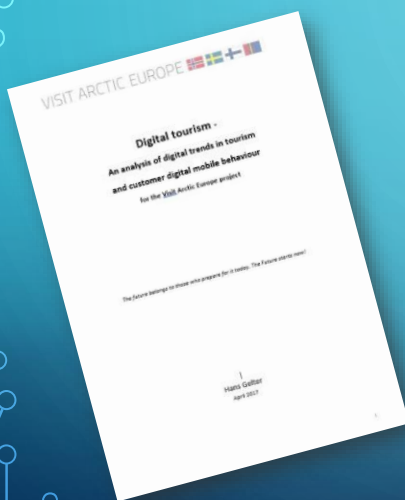 VISIT ARCTIC EUROPE
Digital tourism -
An analysis of digital trends in tourism
and customer digital mobile behaviour
for the Visit Arctic Europe project
The future belongs to those who prepare for it today. The Future starts now!
Hans Gelter
April 2017